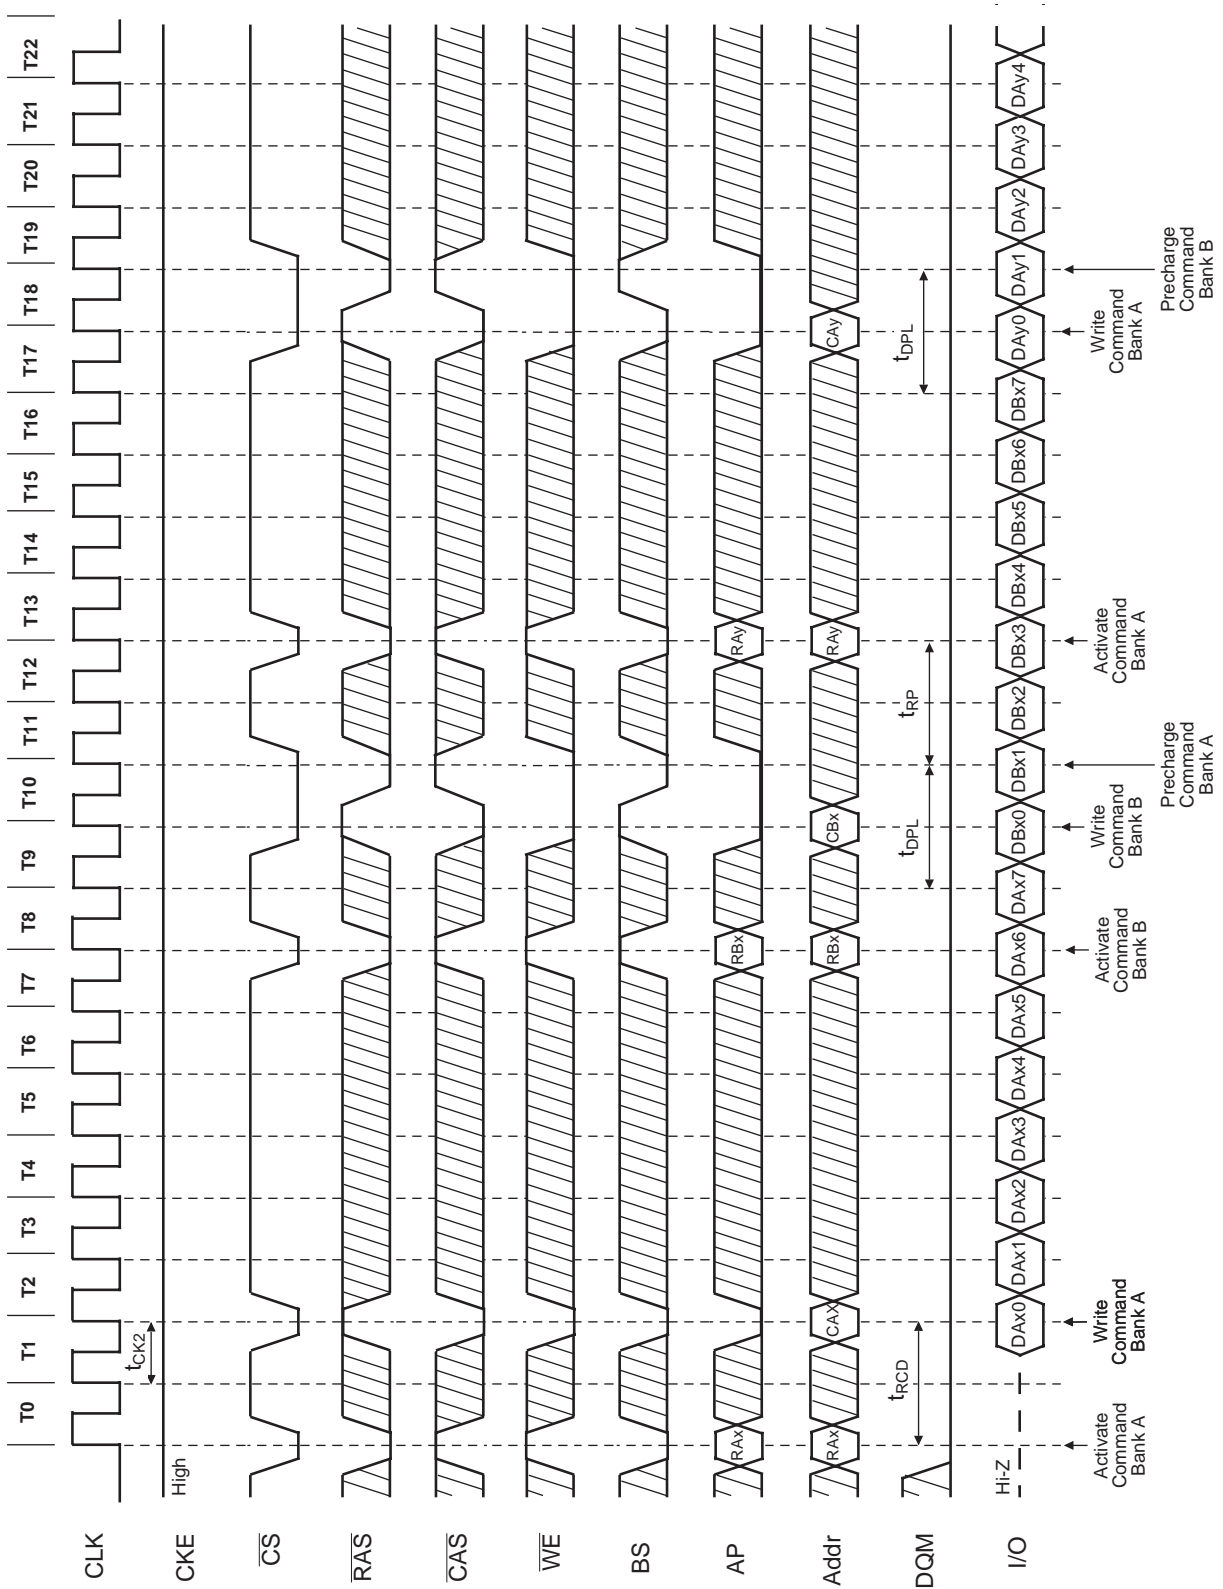 T0 T1 T2 T3 T4 T5 T6 T7 T8 T9 T10 T11 T12 T13 T14 T15 T16 T17 T18 T19 T20 T21 T22
CLK
tCK2
CKE
High
CS
RAS
CAS
WE
BS
AP
RAx RBx RAy
Addr
RAx CAX RBx CBx RAy CAy
DQM
tRCD tDPL tRP tDPL
I/O
Hi-Z
DAx0 DAx1 DAx2 DAx3 DAx4 DAx5 DAx6 DAx7 DBx0 DBx1 DBx2 DBx3 DBx4 DBx5 DBx6 DBx7 DAy0 DAy1 DAy2 DAy3 DAy4
Activate
Command
Bank A
Write
Command
Bank A
Activate
Command
Bank B
Write
Command
Bank B
Precharge
Command
Bank A
Activate
Command
Bank A
Write
Command
Bank A
Precharge
Command
Bank B